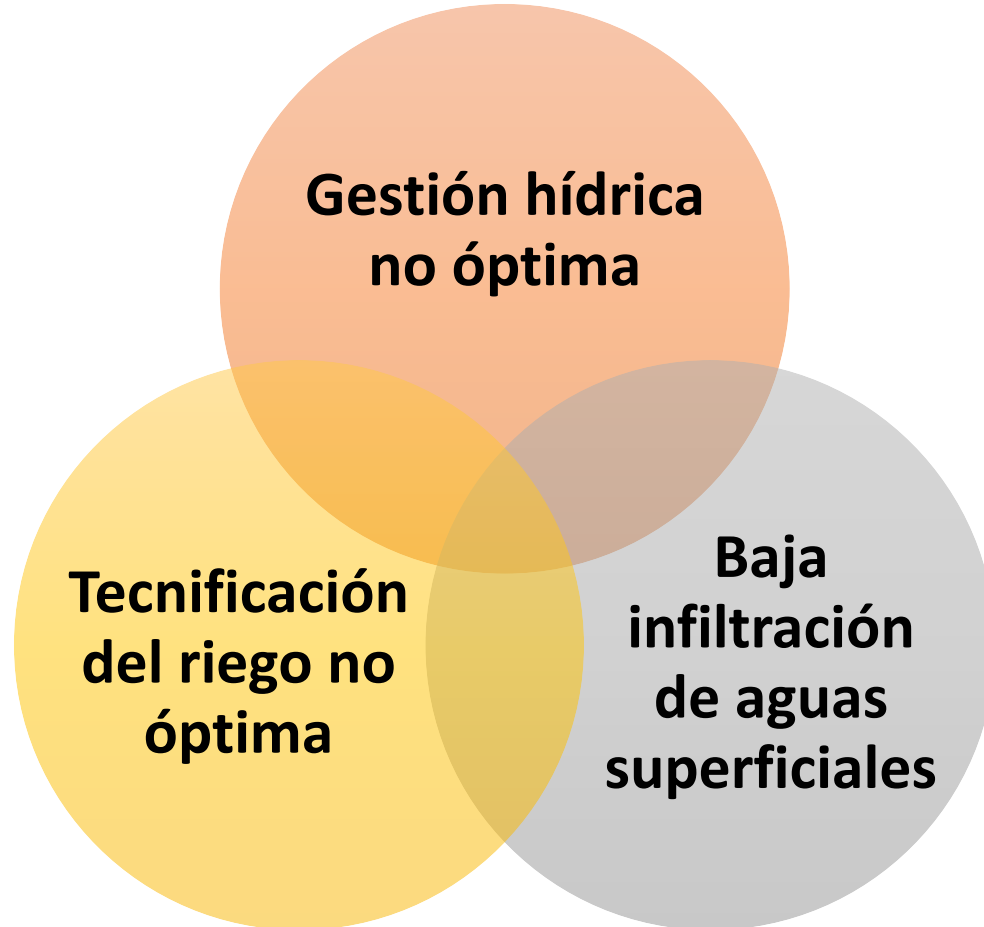 Gestión hídrica
no óptima
Tecnificación
del riego no
óptima
Baja
infiltración
de aguas
superficiales